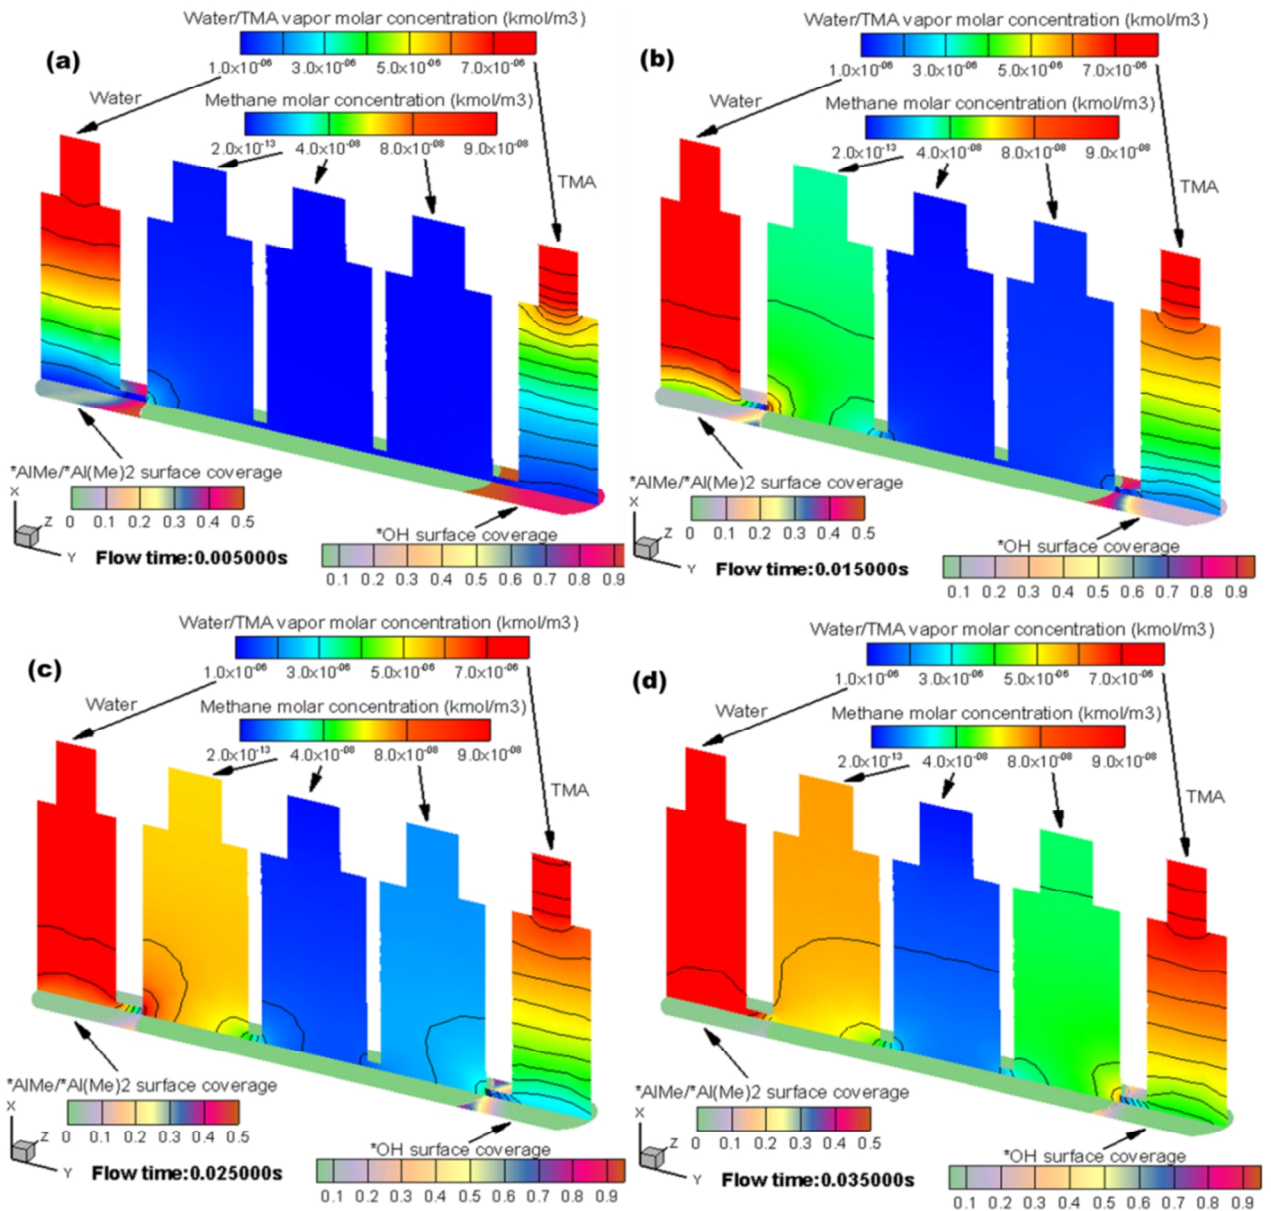 Water/TMA vapor molar concentration (kmol/m3)
(a)
1.0x10-06 3.0x10-06 5.0x10-06 7.0x10-06
Water
Methane molar concentration (kmol/m3)
2.0x10-13 4.0x10-08 8.0x10-08 9.0x10-08
TMA
*AlMe/*Al(Me)2 surface coverage
0 0.1 0.2 0.3 0.4 0.5
X
Z
Y
Flow time:0.005000s
*OH surface coverage
0.1 0.2 0.3 0.4 0.5 0.6 0.7 0.8 0.9
Water/TMA vapor molar concentration (kmol/m3)
(b)
1.0x10-06 3.0x10-06 5.0x10-06 7.0x10-06
Water
Methane molar concentration (kmol/m3)
2.0x10-13 4.0x10-08 8.0x10-08 9.0x10-08
TMA
*AlMe/*Al(Me)2 surface coverage
0 0.1 0.2 0.3 0.4 0.5
X
Z
Y
Flow time:0.015000s
*OH surface coverage
0.1 0.2 0.3 0.4 0.5 0.6 0.7 0.8 0.9
Water/TMA vapor molar concentration (kmol/m3)
(c)
1.0x10-06 3.0x10-06 5.0x10-06 7.0x10-06
Water
Methane molar concentration (kmol/m3)
2.0x10-13 4.0x10-08 8.0x10-08 9.0x10-08
TMA
*AlMe/*Al(Me)2 surface coverage
0 0.1 0.2 0.3 0.4 0.5
X
Z
Y
Flow time:0.025000s
*OH surface coverage
0.1 0.2 0.3 0.4 0.5 0.6 0.7 0.8 0.9
Water/TMA vapor molar concentration (kmol/m3)
(d)
1.0x10-06 3.0x10-06 5.0x10-06 7.0x10-06
Water
Methane molar concentration (kmol/m3)
2.0x10-13 4.0x10-08 8.0x10-08 9.0x10-08
TMA
*AlMe/*Al(Me)2 surface coverage
0 0.1 0.2 0.3 0.4 0.5
X
Z
Y
Flow time:0.035000s
*OH surface coverage
0.1 0.2 0.3 0.4 0.5 0.6 0.7 0.8 0.9